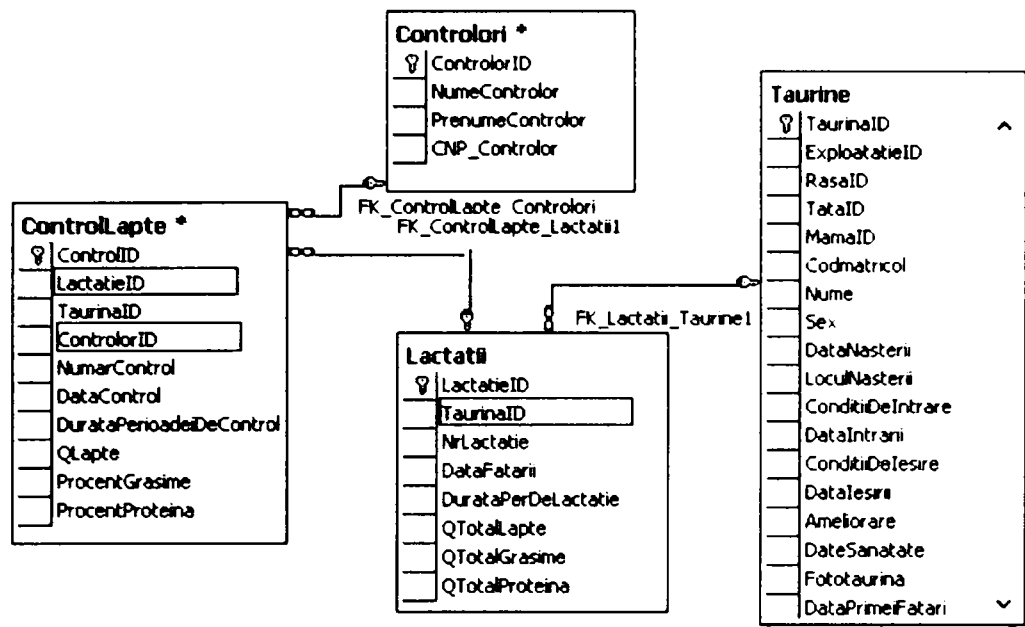 Controlori *
ControlorID
NumeControlor
PrenumeControlor
CNP_Controlor
FK_ControlLapte_Controlori
FK_ControlLapte_Lactatii1
ControlLapte *
ControlID
LactatieID
TaurinaID
ControlorID
NumarControl
DataControl
DurataPerioadeiDeControl
QLapte
ProcentGrasime
ProcentProteina
Lactatii
LactatieID
TaurinaID
NrLactatie
DataFatarii
DurataPerDeLactatie
QTotalLapte
QTotalGrasime
QTotalProteina
FK_Lactatii_Taurine1
Taurine
TaurinaID
ExploatatieID
RasaID
TataID
MamaID
Codmatricol
Nume
Sex
DataNasterii
LoculNasterii
ConditiiDeIntrare
DataIntrarii
ConditiiDeIesire
DataIesirii
Ameliorare
DateSanatate
Fototaurina
DataPrimeiFatari